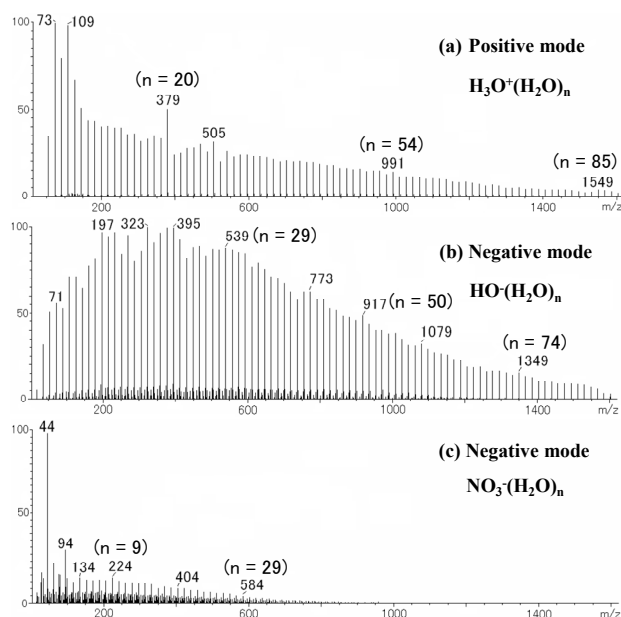 100
73
109
(a) Positive mode
H₃O⁺(H₂O)n
(n = 20)
379
50
505
(n = 54)
991
(n = 85)
1549
0
200
600
1000
1400
m/z
100
197
323
395
539 (n = 29)
(b) Negative mode
HO⁻(H₂O)n
773
71
50
917 (n = 50)
1079
(n = 74)
1349
0
200
600
1000
1400
m/z
100
44
(c) Negative mode
NO₃⁻(H₂O)n
50
94
134
(n = 9)
224
404
(n = 29)
584
0
200
600
1000
1400
m/z